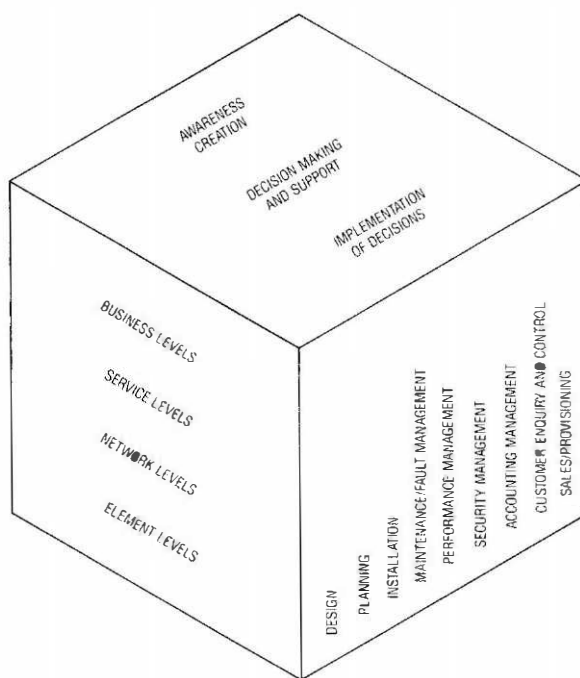 AWARENESS
CREATION
DECISION MAKING
AND SUPPORT
IMPLEMENTATION
OF DECISIONS
BUSINESS LEVELS
SERVICE LEVELS
NETWORK LEVELS
ELEMENT LEVELS
DESIGN
PLANNING
INSTALLATION
MAINTENANCE/FAULT MANAGEMENT
PERFORMANCE MANAGEMENT
SECURITY MANAGEMENT
ACCOUNTING MANAGEMENT
CUSTOMER ENQUIRY AND CONTROL
SALES/PROVISIONING